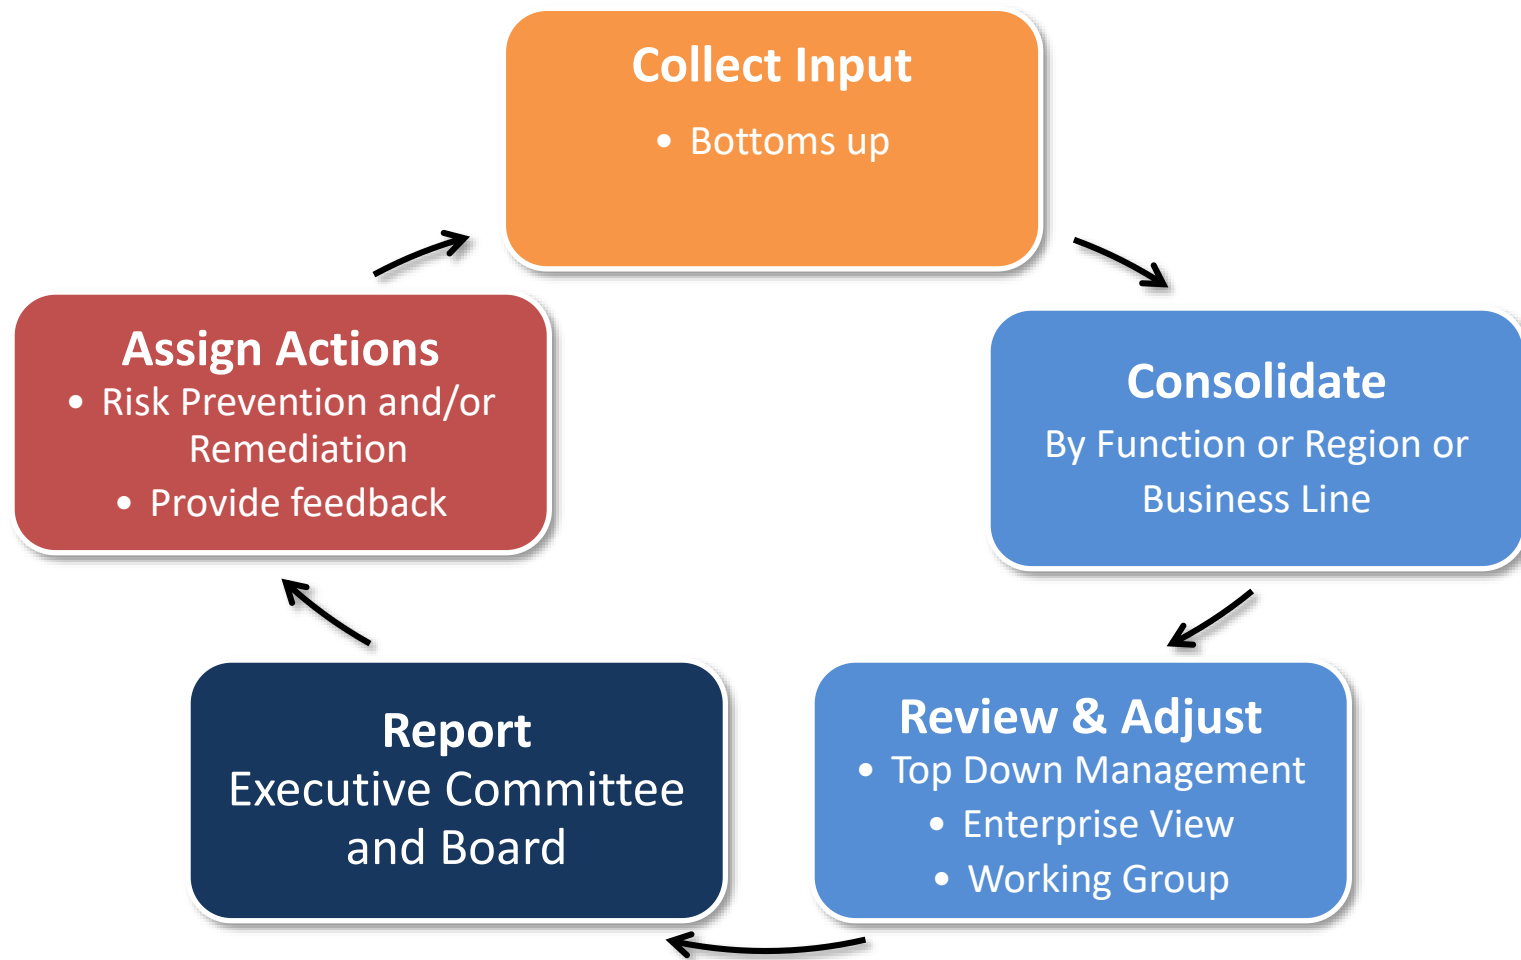 Collect Input
• Bottoms up
Consolidate
By Function or Region or
Business Line
Review & Adjust
• Top Down Management
• Enterprise View
• Working Group
Report
Executive Committee
and Board
Assign Actions
• Risk Prevention and/or
Remediation
• Provide feedback